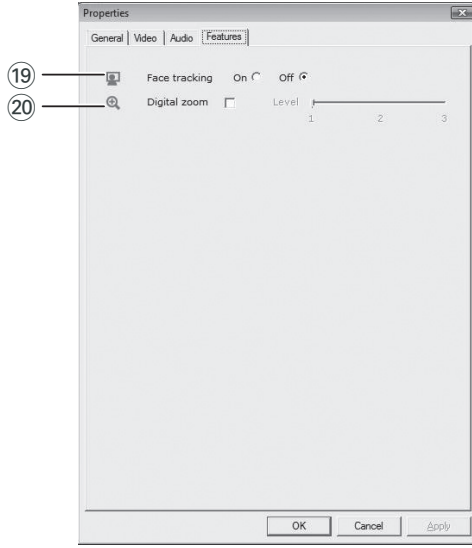 Properties
General Video Audio Features
19 Face tracking On Off
20 Digital zoom Level
1 2 3
OK Cancel Apply